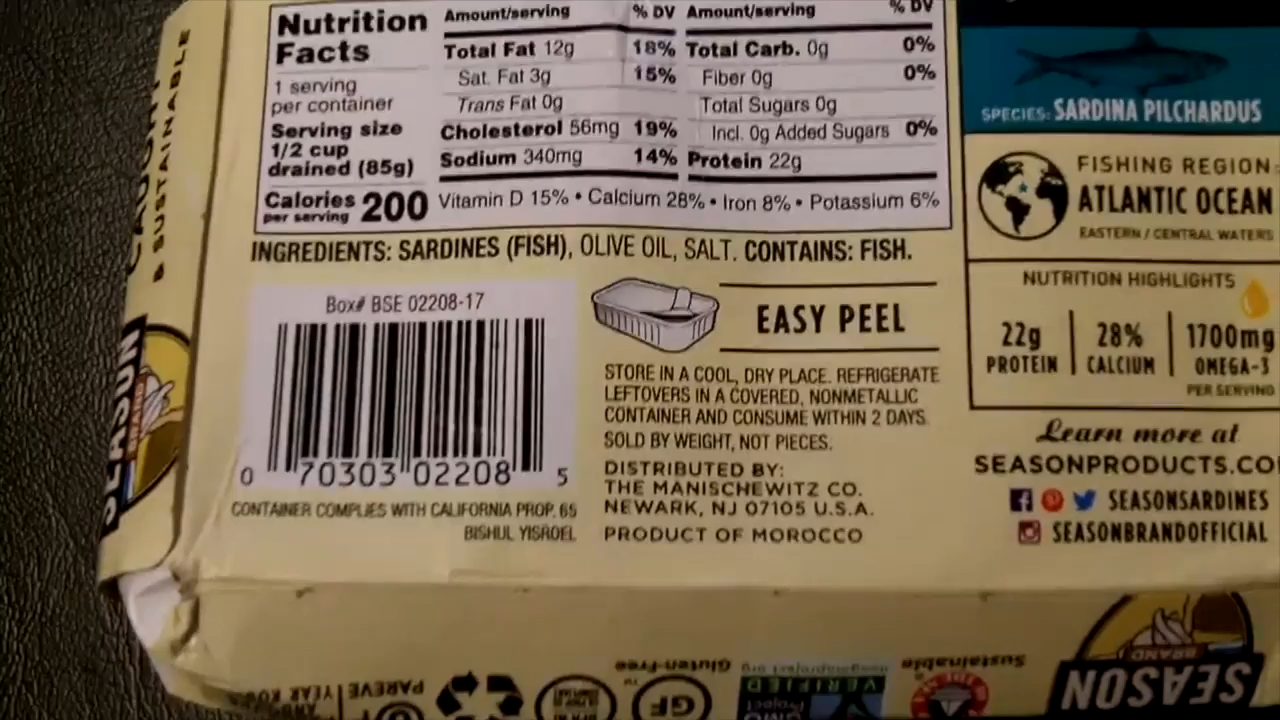 & SUSTAINABLE
SEASON
Nutrition Facts
1 serving
per container
Serving size
1/2 cup
drained (85g)
Calories 200
per serving
Amount/serving % DV
Total Fat 12g 18%
Sat. Fat 3g 15%
Trans Fat 0g
Cholesterol 56mg 19%
Sodium 340mg 14%
Amount/serving % DV
Total Carb. 0g 0%
Fiber 0g 0%
Total Sugars 0g
Incl. 0g Added Sugars 0%
Protein 22g
Vitamin D 15% • Calcium 28% • Iron 8% • Potassium 6%
INGREDIENTS: SARDINES (FISH), OLIVE OIL, SALT. CONTAINS: FISH.
Box# BSE 02208-17
0 70303 02208 5
CONTAINER COMPLIES WITH CALIFORNIA PROP. 65
BISHUL YISROEL
EASY PEEL
STORE IN A COOL, DRY PLACE. REFRIGERATE
LEFTOVERS IN A COVERED, NONMETALLIC
CONTAINER AND CONSUME WITHIN 2 DAYS.
SOLD BY WEIGHT, NOT PIECES.
DISTRIBUTED BY:
THE MANISCHEWITZ CO.
NEWARK, NJ 07105 U.S.A.
PRODUCT OF MOROCCO
SPECIES: SARDINA PILCHARDUS
FISHING REGION:
ATLANTIC OCEAN
EASTERN / CENTRAL WATERS
NUTRITION HIGHLIGHTS
22g PROTEIN
28% CALCIUM
1700mg OMEGA-3
PER SERVING
Learn more at
SEASONPRODUCTS.CO
SEASONSARDINES
SEASONBRANDOFFICIAL
PAREVE
Gluten-Free
GF
VERIFIED
Sustainable
SEASON
BRAND